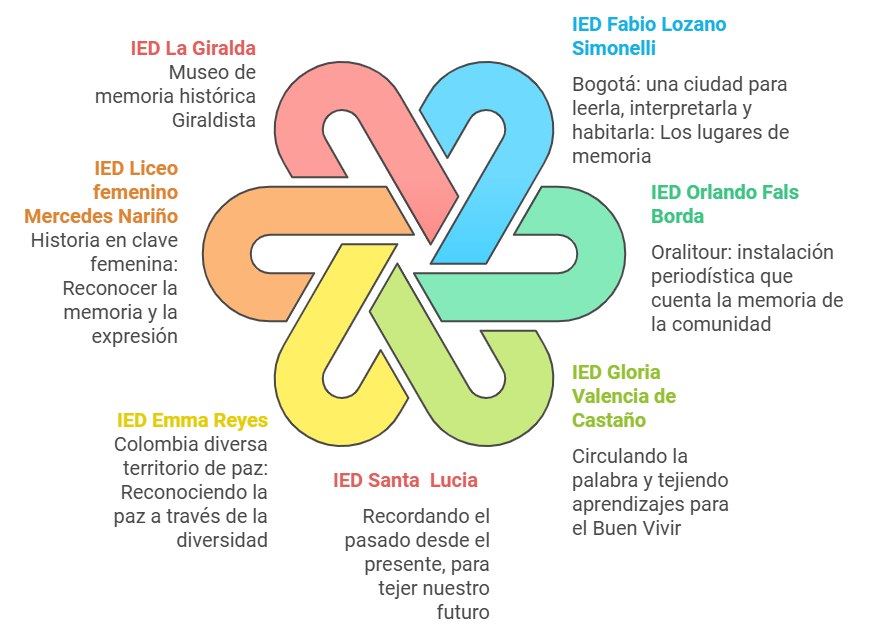 IED La Giralda
Museo de
memoria histórica
Giraldista
IED Fabio Lozano
Simonelli
Bogotá: una ciudad para
leerla, interpretarla y
habitarla: Los lugares de
memoria
IED Liceo
femenino
Mercedes Nariño
Historia en clave
femenina:
Reconocer la
memoria y la
expresión
IED Orlando Fals
Borda
Oralitour: instalación
periodística que
cuenta la memoria de
la comunidad
IED Emma Reyes
Colombia diversa
territorio de paz:
Reconociendo la
paz a través de la
diversidad
IED Gloria
Valencia de
Castaño
Circulando la
palabra y tejiendo
aprendizajes para
el Buen Vivir
IED Santa  Lucia
Recordando el
pasado desde el
presente, para
tejer nuestro
futuro